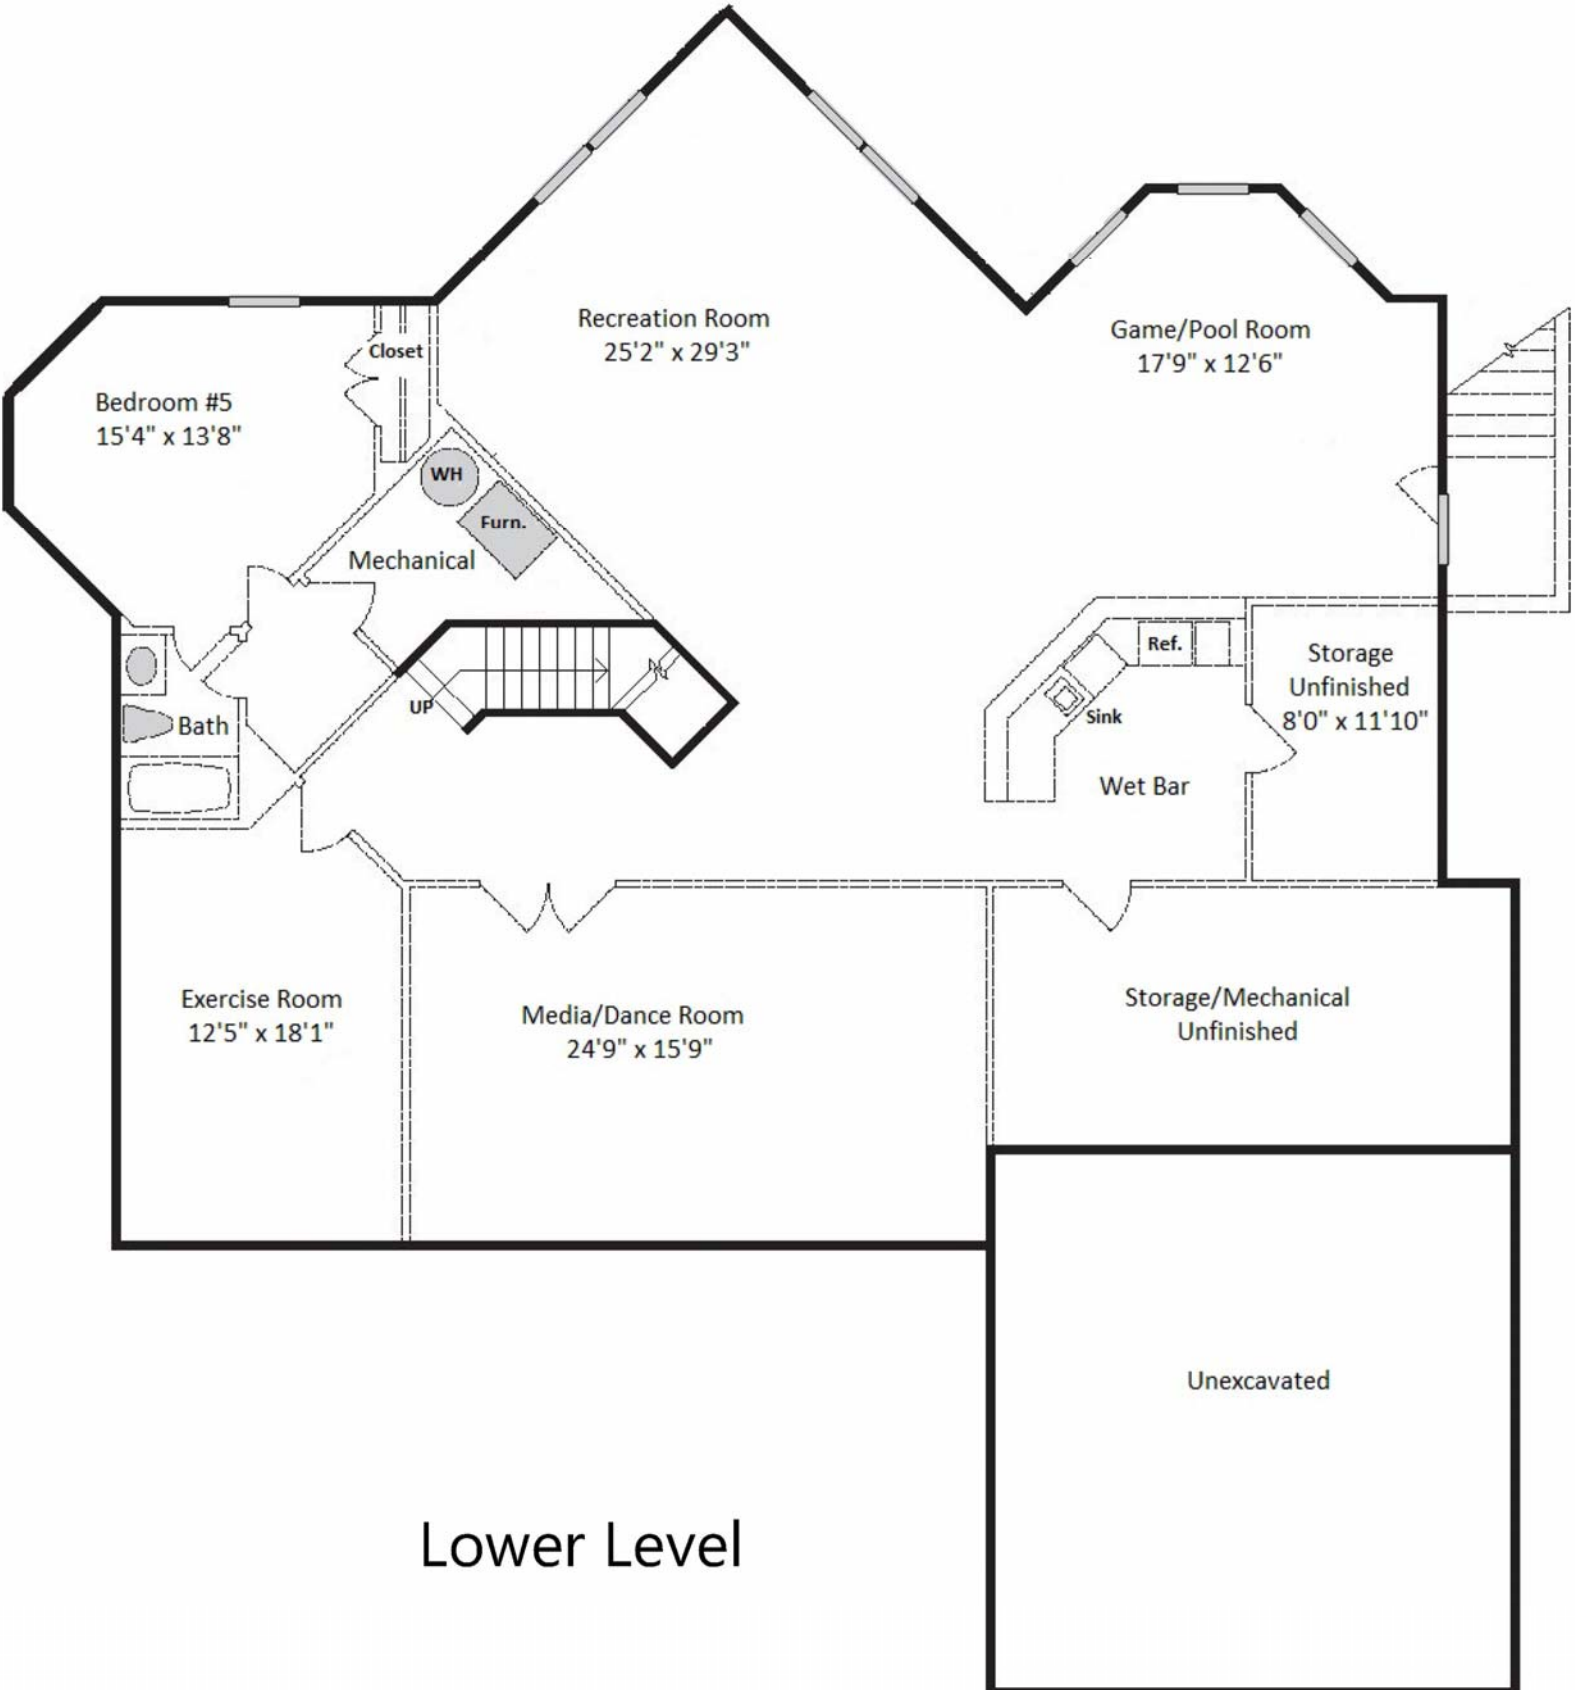 Recreation Room
25'2" x 29'3"
Game/Pool Room
17'9" x 12'6"
Closet
Bedroom #5
15'4" x 13'8"
WH
Furn.
Mechanical
Ref.
Storage
Unfinished
8'0" x 11'10"
UP
Sink
Bath
Wet Bar
Exercise Room
12'5" x 18'1"
Media/Dance Room
24'9" x 15'9"
Storage/Mechanical
Unfinished
Unexcavated
Lower Level